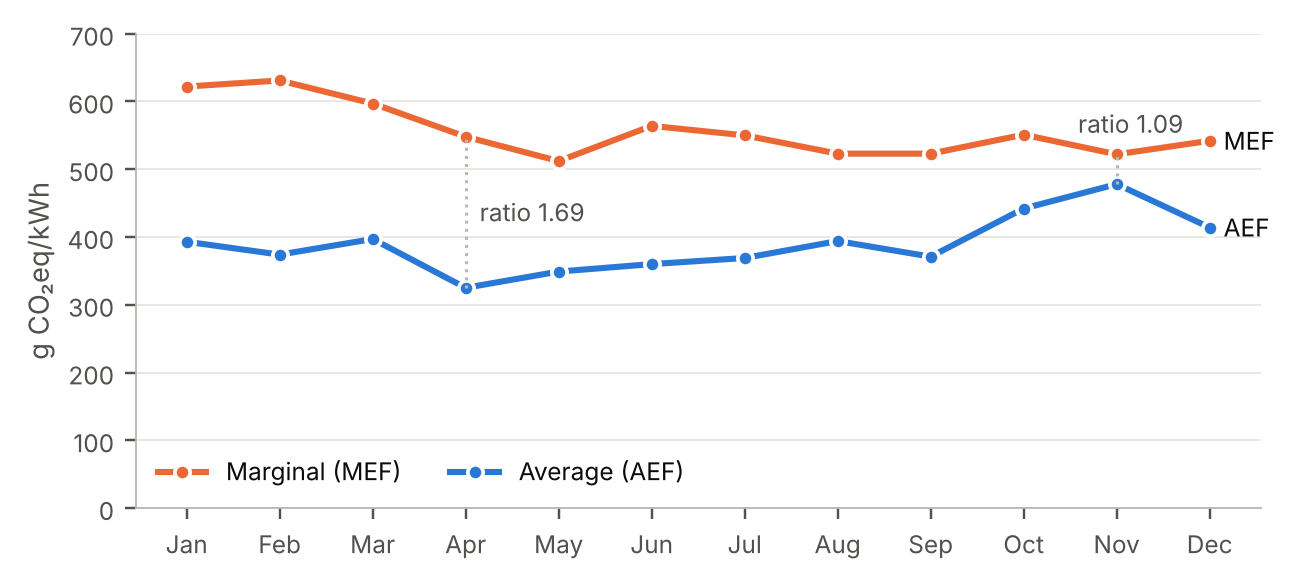 700
600
500
400
300
200
100
0
g CO₂eq/kWh
ratio 1.09
MEF
ratio 1.69
AEF
Marginal (MEF) Average (AEF)
Jan Feb Mar Apr May Jun Jul Aug Sep Oct Nov Dec